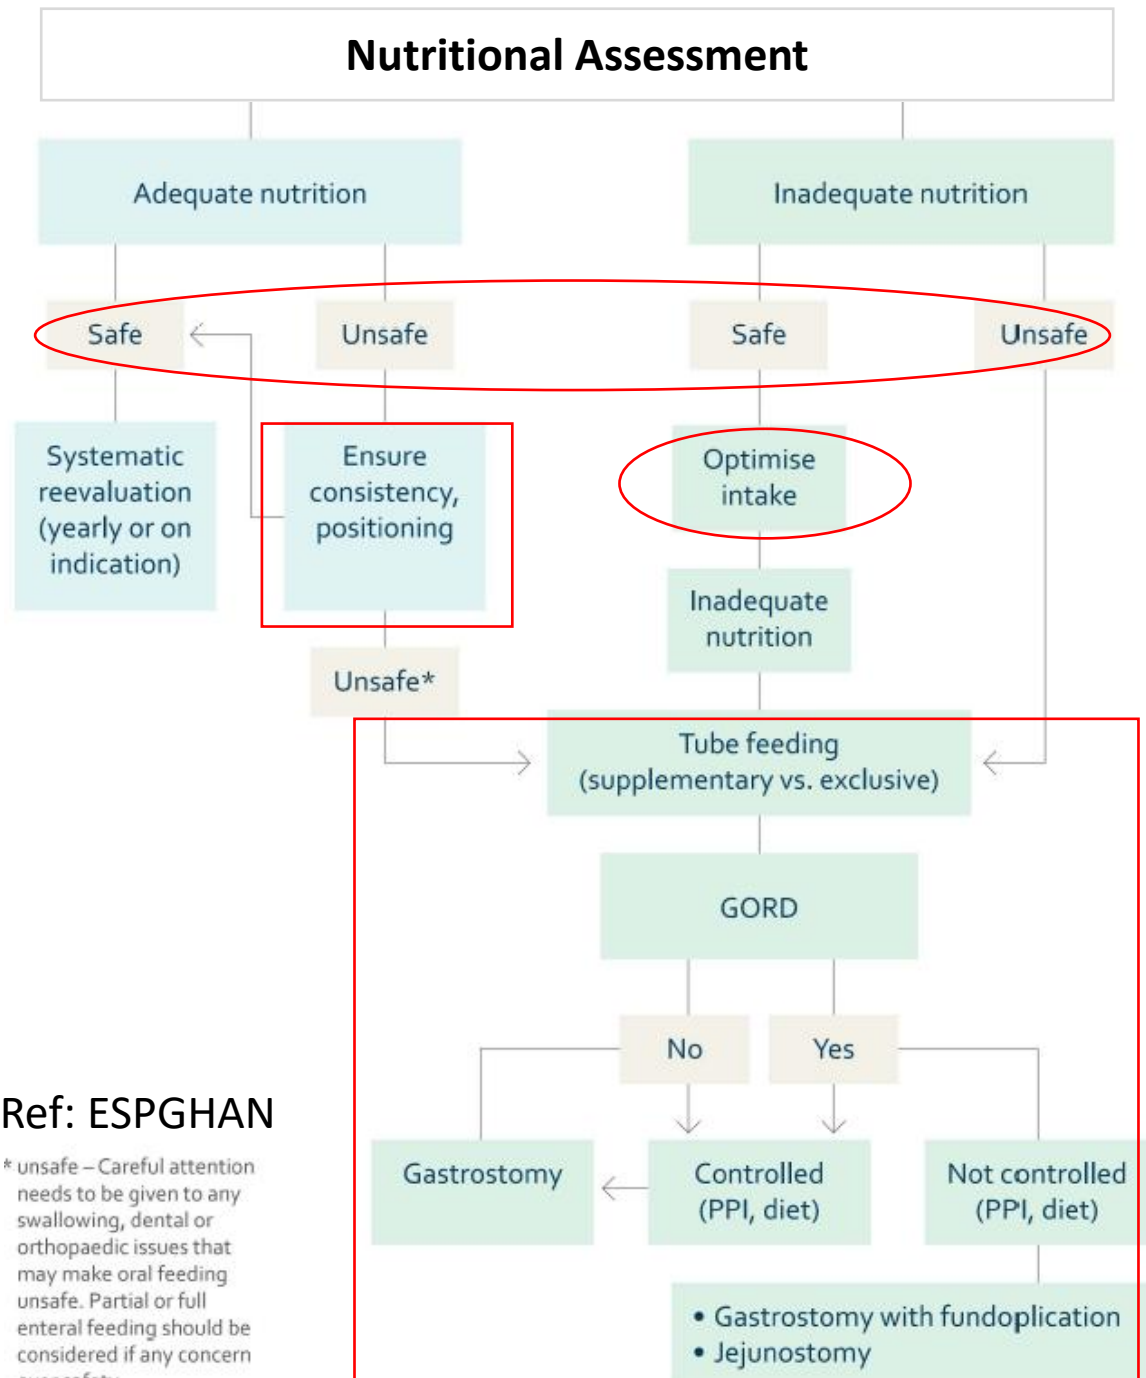 Nutritional Assessment
Adequate nutrition
Inadequate nutrition
Safe
Unsafe
Safe
Unsafe
Systematic
reevaluation
(yearly or on
indication)
Ensure
consistency,
positioning
Optimise
intake
Inadequate
nutrition
Unsafe*
Tube feeding
(supplementary vs. exclusive)
GORD
No
Yes
Gastrostomy
Controlled
(PPI, diet)
Not controlled
(PPI, diet)
• Gastrostomy with fundoplication
• Jejunostomy
Ref: ESPGHAN
* unsafe – Careful attention
needs to be given to any
swallowing, dental or
orthopaedic issues that
may make oral feeding
unsafe. Partial or full
enteral feeding should be
considered if any concern